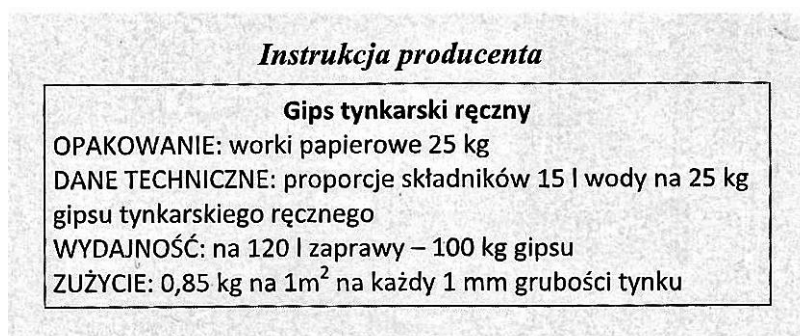 Instrukcja producenta
Gips tynkarski ręczny
OPAKOWANIE: worki papierowe 25 kg
DANE TECHNICZNE: proporcje składników 15 l wody na 25 kg
gipsu tynkarskiego ręcznego
WYDAJNOŚĆ: na 120 l zaprawy – 100 kg gipsu
ZUŻYCIE: 0,85 kg na 1m² na każdy 1 mm grubości tynku